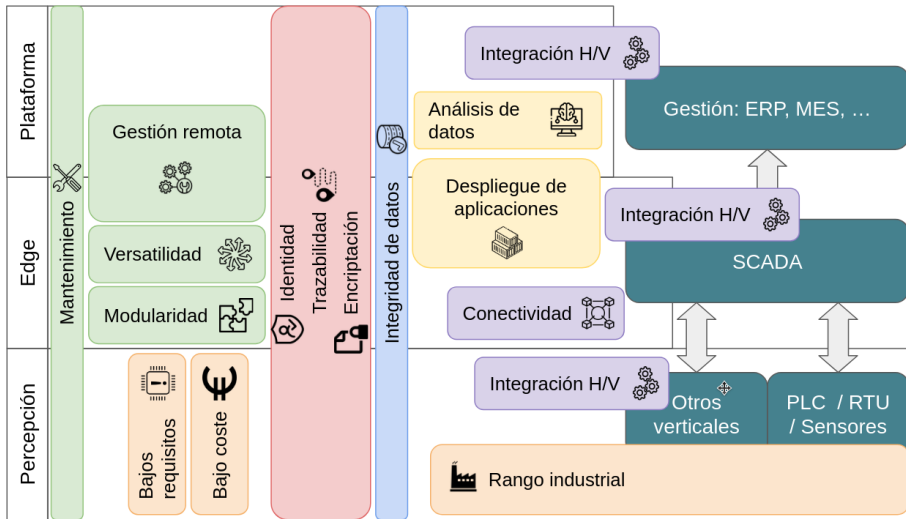 Plataforma
Edge
Percepción
Mantenimiento
Gestión remota
Versatilidad
Modularidad
Bajos
requisitos
Bajo coste
Identidad
Trazabilidad
Encriptación
Integridad de datos
Integración H/V
Análisis de
datos
Despliegue de
aplicaciones
Integración H/V
Conectividad
Integración H/V
Gestión: ERP, MES, …
SCADA
Otros
verticales
PLC / RTU
/ Sensores
Rango industrial